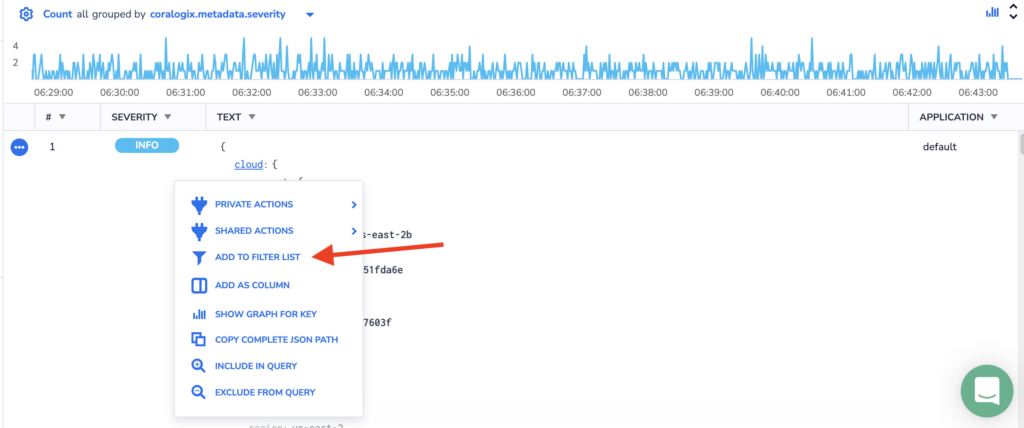 Count all grouped by coralogix.metadata.severity
4
2
06:29:00 06:30:00 06:31:00 06:32:00 06:33:00 06:34:00 06:35:00 06:36:00 06:37:00 06:38:00 06:39:00 06:40:00 06:41:00 06:42:00 06:43:00
# SEVERITY TEXT APPLICATION
1 INFO { default
cloud: {
PRIVATE ACTIONS
SHARED ACTIONS
s-east-2b
ADD TO FILTER LIST
51fda6e
ADD AS COLUMN
SHOW GRAPH FOR KEY
7603f
COPY COMPLETE JSON PATH
INCLUDE IN QUERY
EXCLUDE FROM QUERY
region: us-east-2